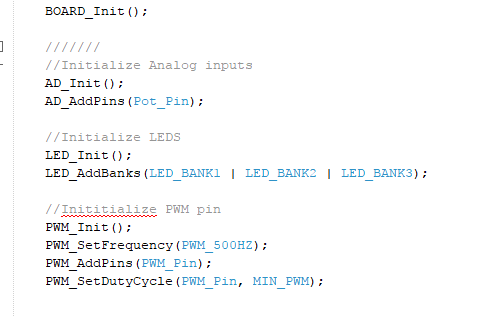 BOARD_Init();
///////
//Initialize Analog inputs
AD_Init();
AD_AddPins(Pot_Pin);
//Initialize LEDS
LED_Init();
LED_AddBanks(LED_BANK1 | LED_BANK2 | LED_BANK3);
//Inititialize PWM pin
PWM_Init();
PWM_SetFrequency(PWM_500HZ);
PWM_AddPins(PWM_Pin);
PWM_SetDutyCycle(PWM_Pin, MIN_PWM);